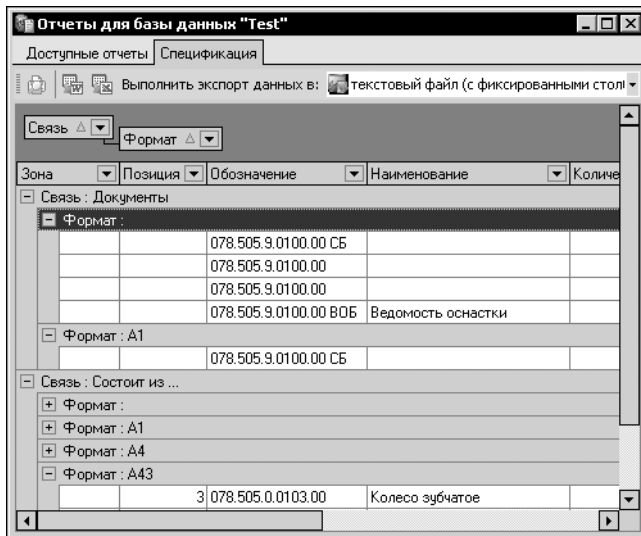 Отчеты для базы данных "Test"
Доступные отчеты Спецификация
Выполнить экспорт данных в: текстовый файл (с фиксированными стол
Связь
Формат
Зона Позиция Обозначение Наименование Количе
Связь : Документы
Формат :
078.505.9.0100.00 СБ
078.505.9.0100.00
078.505.9.0100.00
078.505.9.0100.00 ВОБ Ведомость оснастки
Формат : А1
078.505.9.0100.00 СБ
Связь : Состоит из ...
Формат :
Формат : А1
Формат : А4
Формат : А43
3 078.505.0.0103.00 Колесо зубчатое